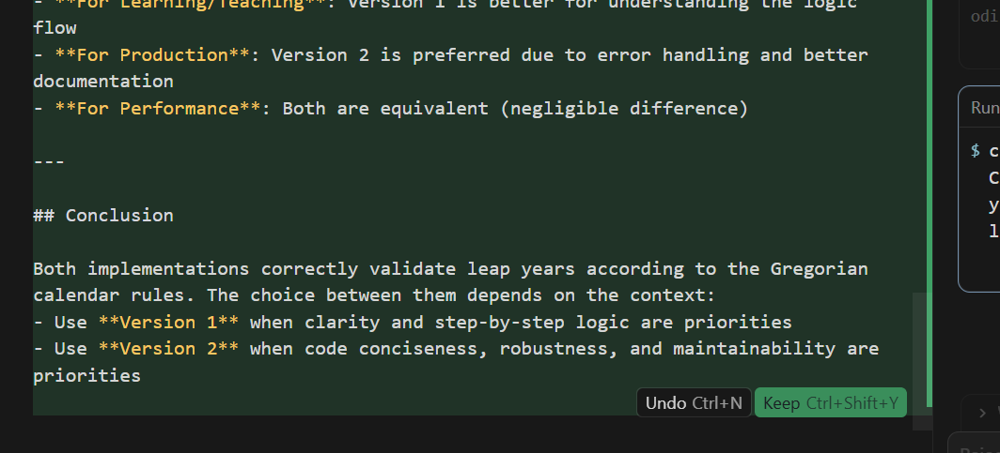 - **For Learning/Teaching**: Version 1 is better for understanding the logic
flow
- **For Production**: Version 2 is preferred due to error handling and better
documentation
- **For Performance**: Both are equivalent (negligible difference)
---
## Conclusion
Both implementations correctly validate leap years according to the Gregorian
calendar rules. The choice between them depends on the context:
- Use **Version 1** when clarity and step-by-step logic are priorities
- Use **Version 2** when code conciseness, robustness, and maintainability are
priorities
Undo Ctrl+N Keep Ctrl+Shift+Y
odi
Run
$ c
C
y
l